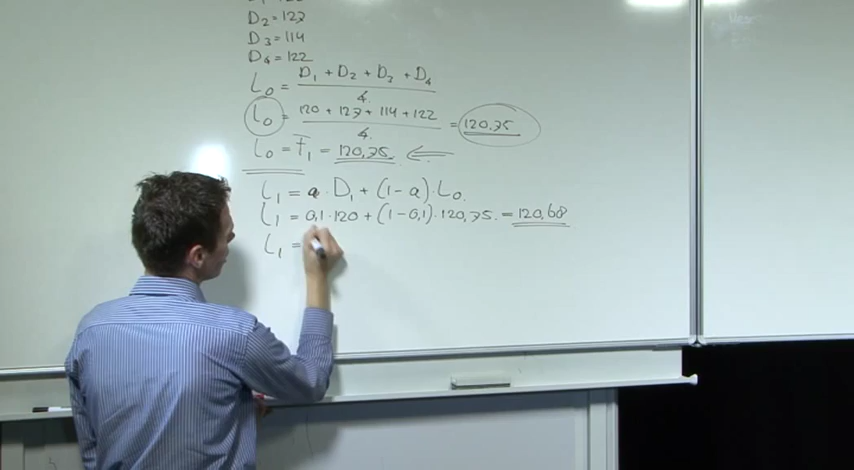 D₂ = 127
D₃ = 114
D₄ = 122
L₀ = D₁ + D₂ + D₃ + D₄ / 4.
L₀ = 120 + 127 + 114 + 122 / 4. = 120,75
L₀ = F₁ = 120,75. ⇐
L₁ = a · D₁ + (1 - a) · L₀.
L₁ = 0,1 · 120 + (1 - 0,1) · 120,75. = 120,68
L₁ =